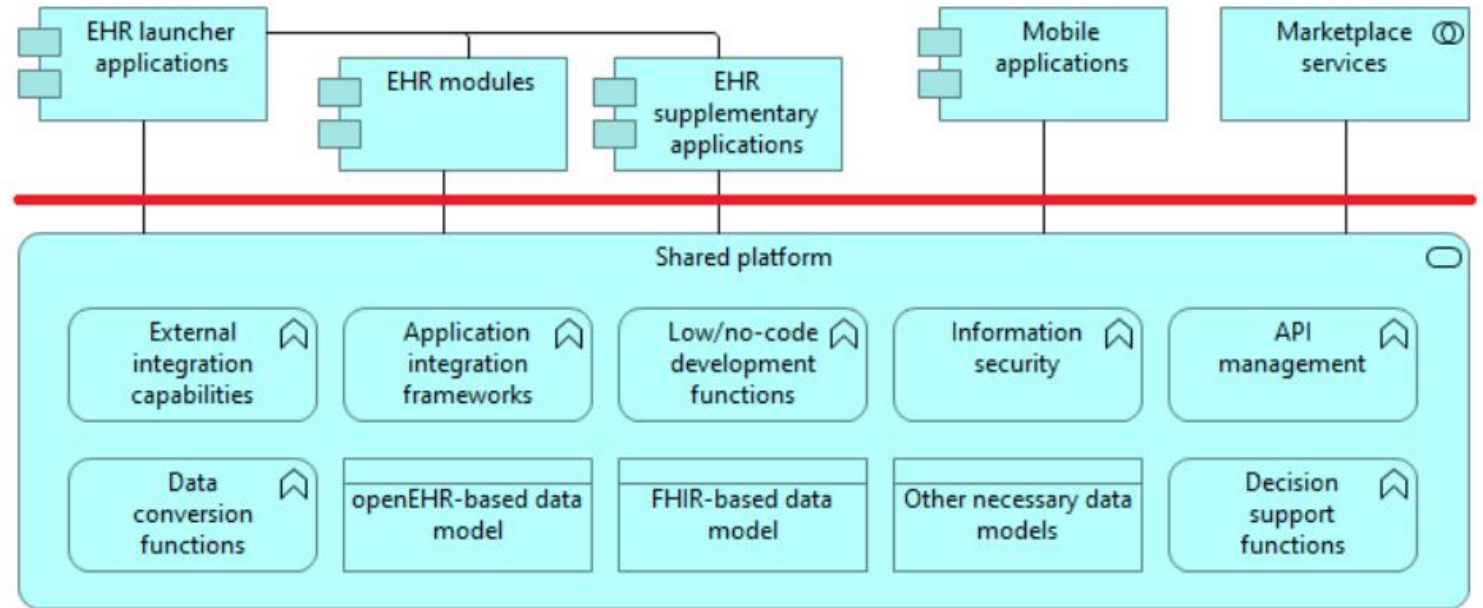 EHR launcher
applications
EHR modules
EHR
supplementary
applications
Mobile
applications
Marketplace
services
Shared platform
External
integration
capabilities
Application
integration
frameworks
Low/no-code
development
functions
Information
security
API
management
Data
conversion
functions
openEHR-based data
model
FHIR-based data
model
Other necessary data
models
Decision
support
functions